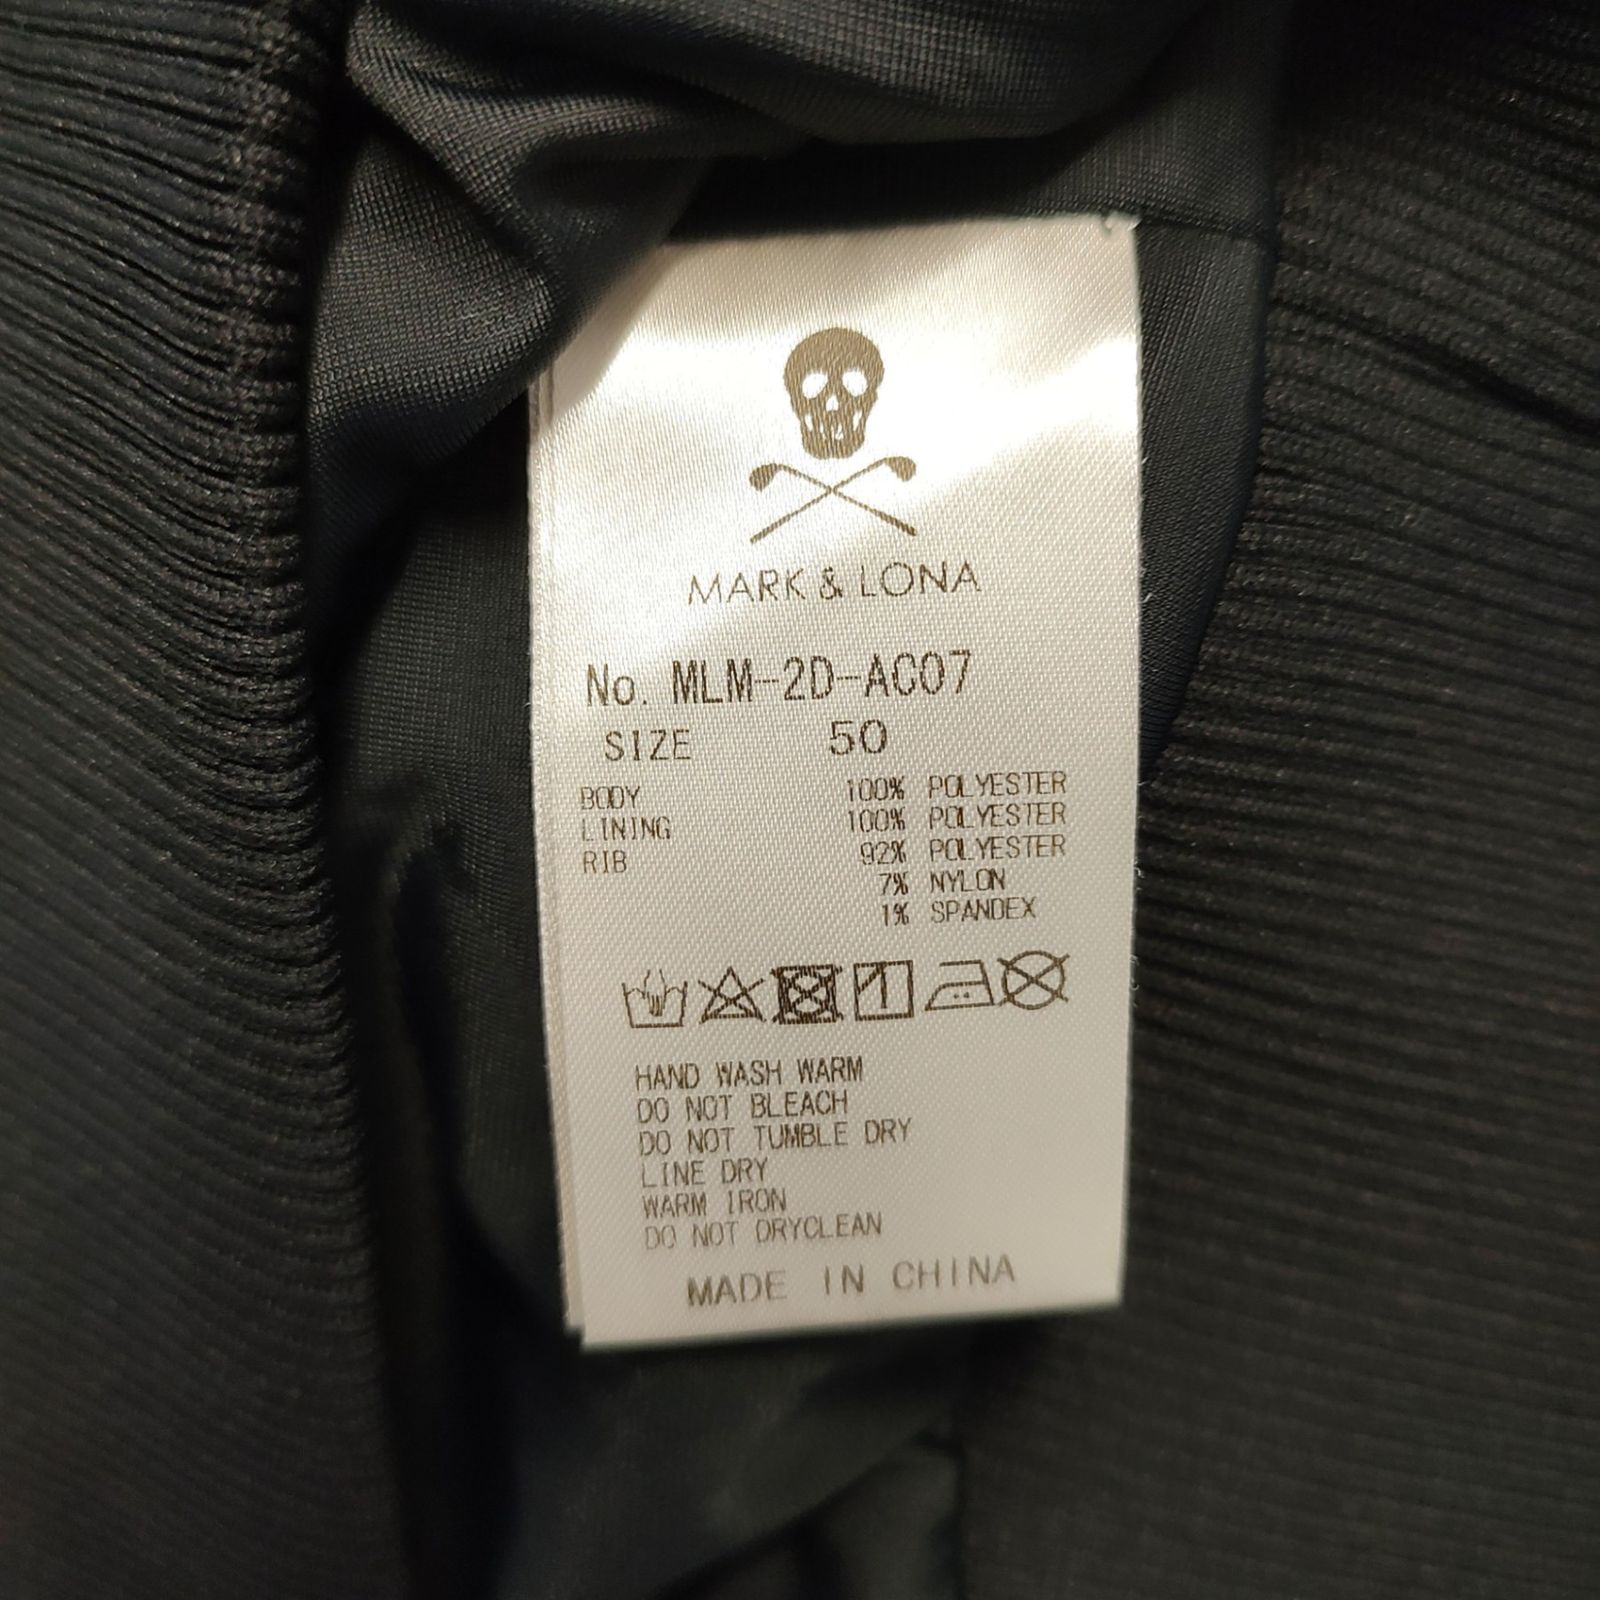 MARK & LONA
No. MLM-2D-AC07
SIZE 50
BODY 100% POLYESTER
LINING 100% POLYESTER
RIB 92% POLYESTER
7% NYLON
1% SPANDEX
HAND WASH WARM
DO NOT BLEACH
DO NOT TUMBLE DRY
LINE DRY
WARM IRON
DO NOT DRYCLEAN
MADE IN CHINA